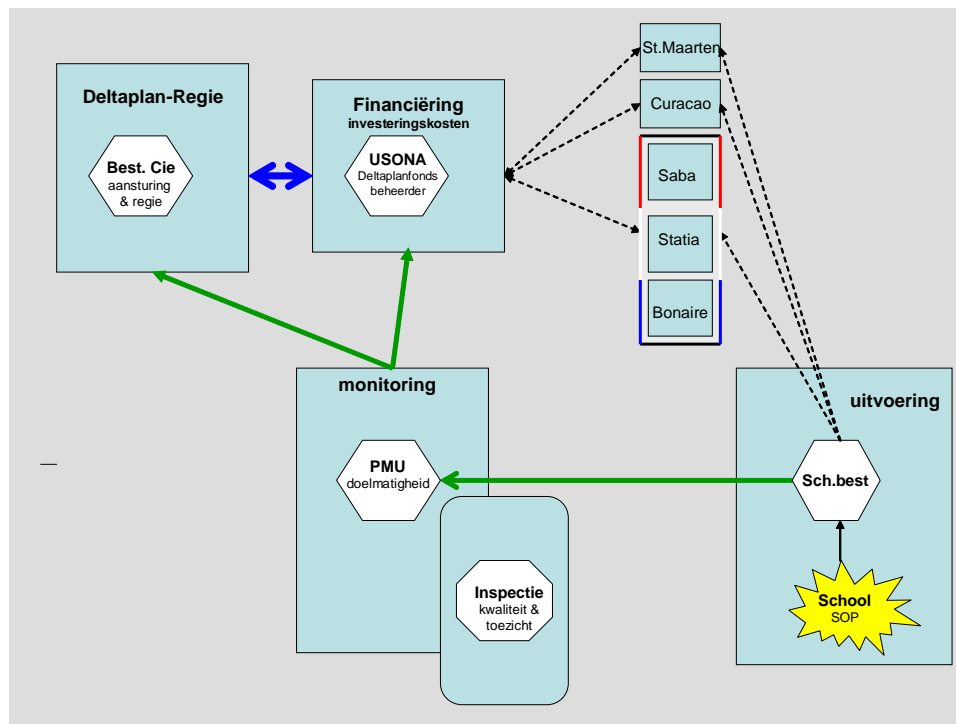 Deltaplan-Regie
Best. Cie
aansturing
& regie
Financiëring
investeringskosten
USONA
Deltaplanfonds
beheerder
St.Maarten
Curacao
Saba
Statia
Bonaire
monitoring
PMU
doelmatigheid
Inspectie
kwaliteit &
toezicht
uitvoering
Sch.best
School
SOP